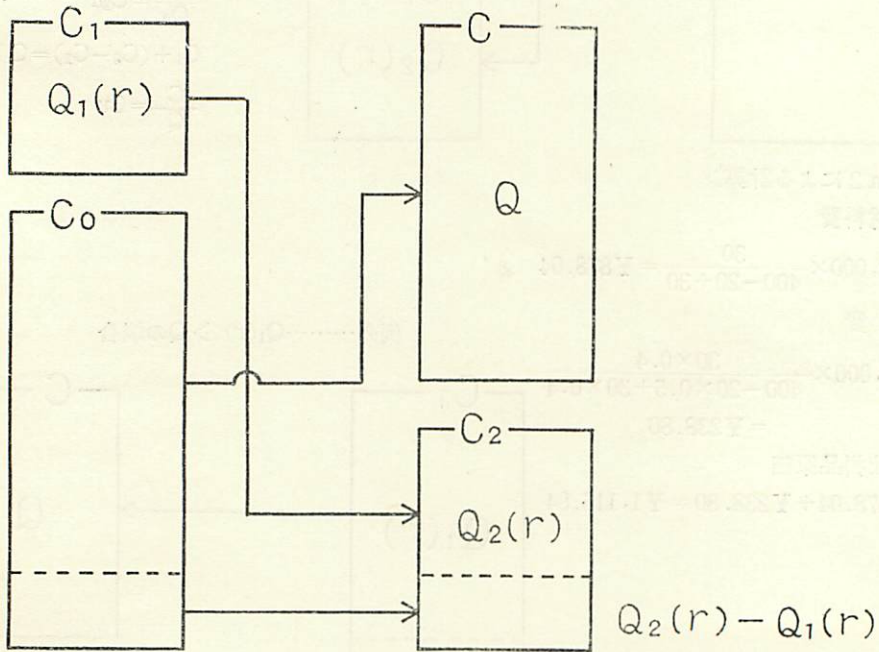 C₁
Q₁(r)
C₀
C
Q
C₂
Q₂(r)
Q₂(r) − Q₁(r)